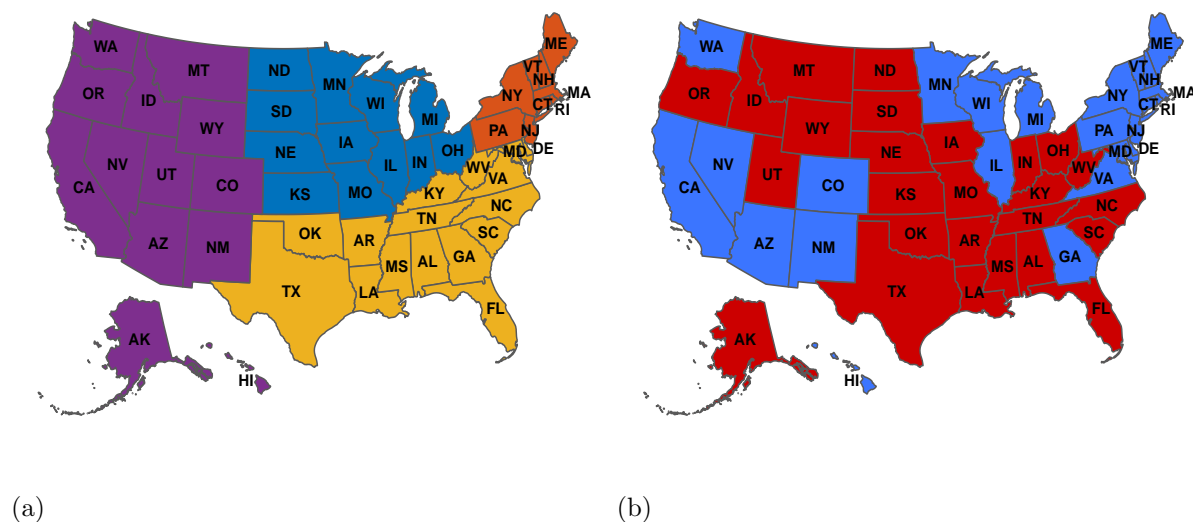 WA
MT
ND
MN
ME
VT
NH
MA
OR
ID
SD
WI
MI
NY
CT
RI
WY
IA
PA
NJ
NV
NE
IL
IN
OH
MD
DE
CA
UT
CO
KS
MO
WV
VA
KY
AZ
NM
OK
AR
TN
NC
SC
MS
AL
GA
TX
LA
FL
AK
HI
WA
MT
ND
MN
ME
VT
NH
MA
OR
ID
SD
WI
MI
NY
CT
RI
WY
IA
PA
NJ
NV
NE
IL
IN
OH
MD
DE
CA
UT
CO
KS
MO
WV
VA
KY
AZ
NM
OK
AR
TN
NC
SC
MS
AL
GA
TX
LA
FL
AK
HI
(a)
(b)